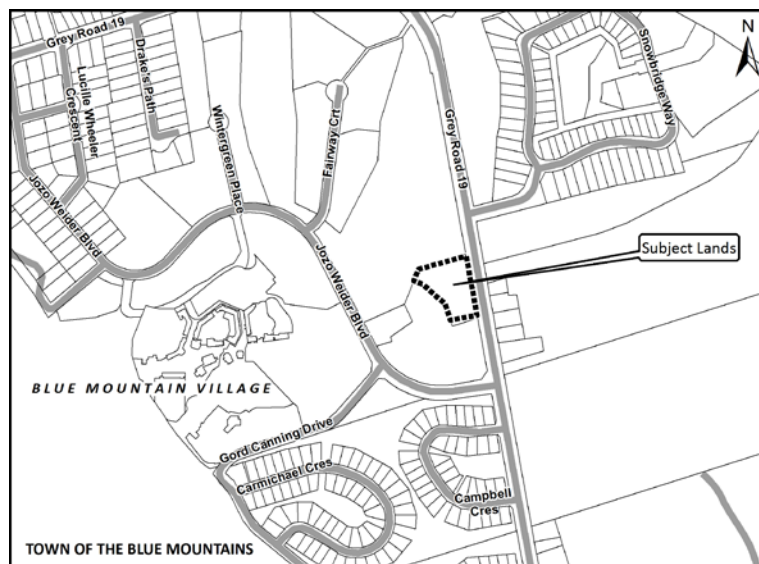 Grey Road 19
N
Drake's Path
Lucille Wheeler
Crescent
Wintergreen Place
Fairway Crt
Grey Road 19
Snowbridge Way
Jozo Weider Blvd
Jozo Weider Blvd
Subject Lands
BLUE MOUNTAIN VILLAGE
Gord Canning Drive
Carmichael Cres
Campbell
Cres
TOWN OF THE BLUE MOUNTAINS